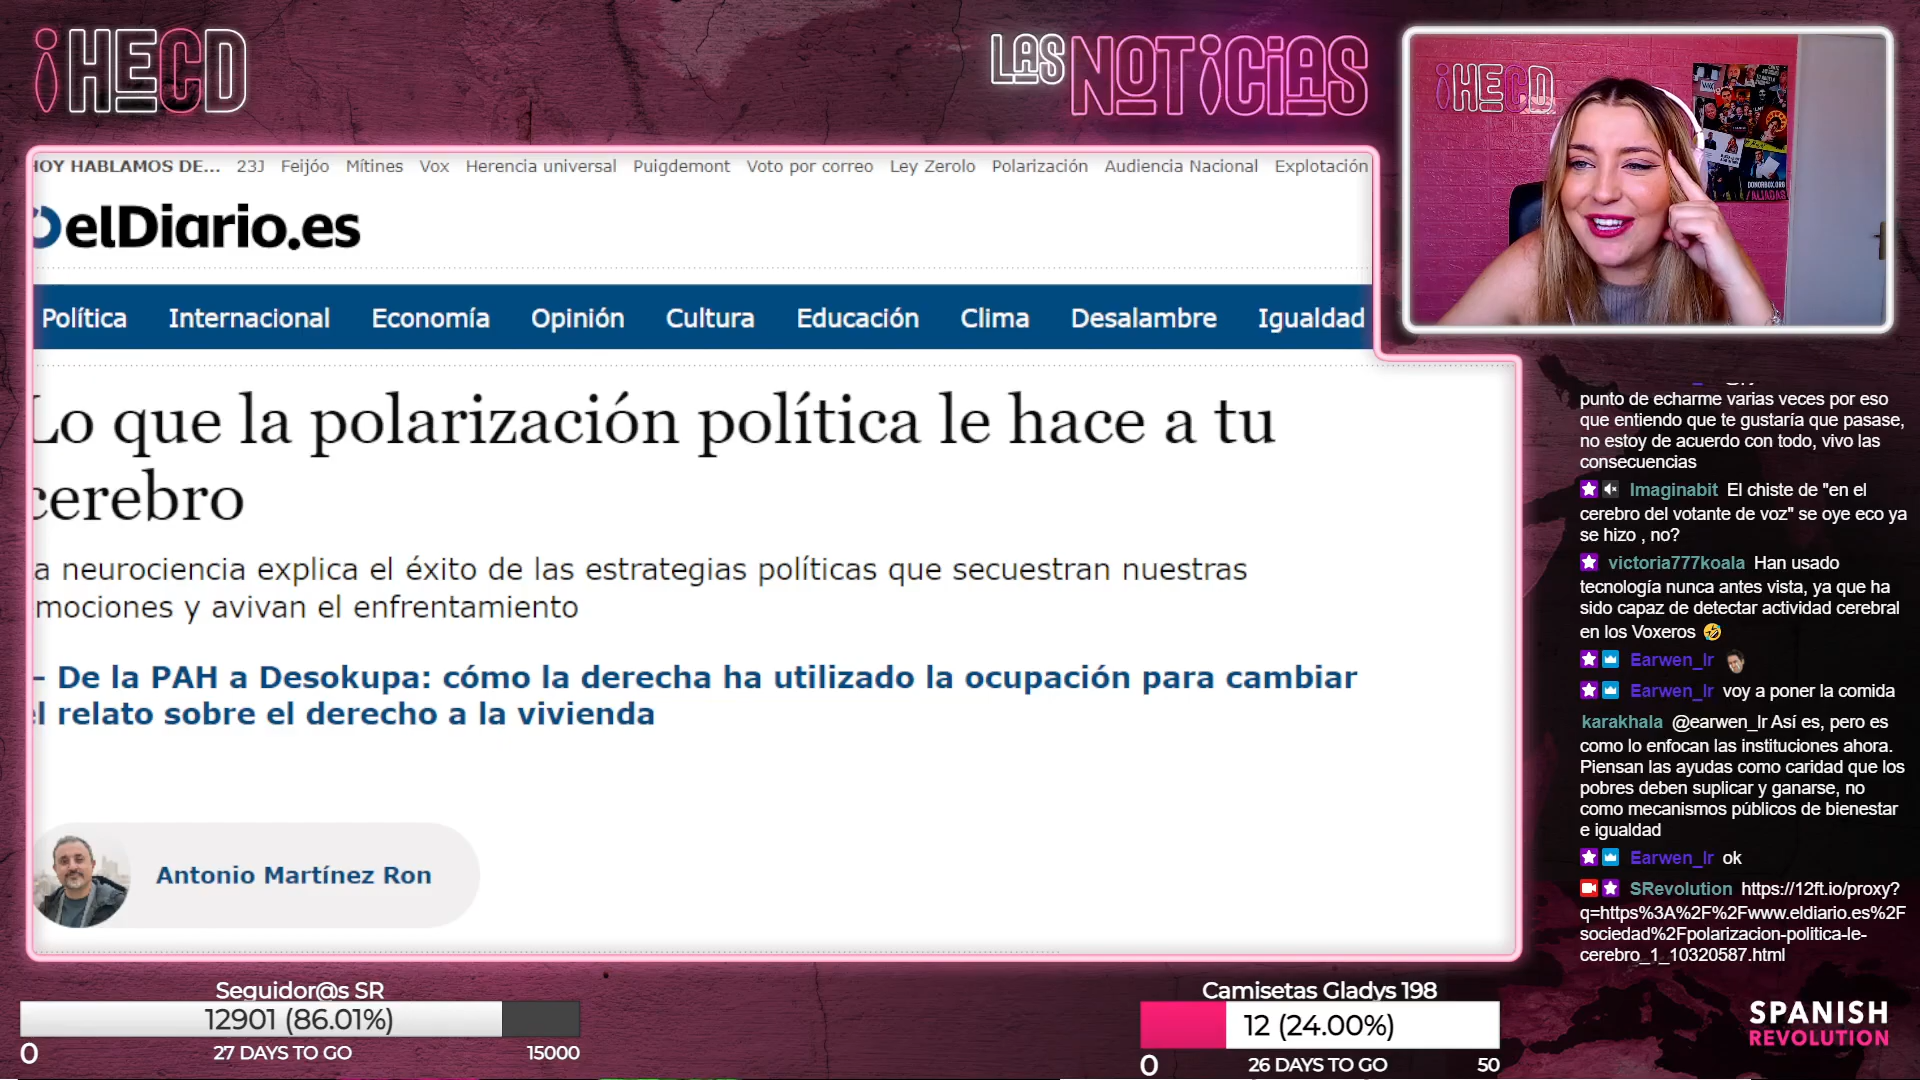 ¡HECD
LAS NOTICIAS
¡HECD
DONORBOX.ORG
/ALIADAS
HOY HABLAMOS DE... 23J Feijóo Mítines Vox Herencia universal Puigdemont Voto por correo Ley Zerolo Polarización Audiencia Nacional Explotación
elDiario.es
Política Internacional Economía Opinión Cultura Educación Clima Desalambre Igualdad
Lo que la polarización política le hace a tu
cerebro
a neurociencia explica el éxito de las estrategias políticas que secuestran nuestras
mociones y avivan el enfrentamiento
- De la PAH a Desokupa: cómo la derecha ha utilizado la ocupación para cambiar
el relato sobre el derecho a la vivienda
Antonio Martínez Ron
punto de echarme varias veces por eso
que entiendo que te gustaría que pasase,
no estoy de acuerdo con todo, vivo las
consecuencias
Imaginabit El chiste de "en el
cerebro del votante de voz" se oye eco ya
se hizo , no?
victoria777koala Han usado
tecnología nunca antes vista, ya que ha
sido capaz de detectar actividad cerebral
en los Voxeros 🤣
Earwen_lr
Earwen_lr voy a poner la comida
karakhala @earwen_lr Así es, pero es
como lo enfocan las instituciones ahora.
Piensan las ayudas como caridad que los
pobres deben suplicar y ganarse, no
como mecanismos públicos de bienestar
e igualdad
Earwen_lr ok
SRevolution https://12ft.io/proxy?
q=https%3A%2F%2Fwww.eldiario.es%2F
sociedad%2Fpolarizacion-politica-le-
cerebro_1_10320587.html
Seguidor@s SR
12901 (86.01%)
0 27 DAYS TO GO 15000
Camisetas Gladys 198
12 (24.00%)
0 26 DAYS TO GO 50
SPANISH
REVOLUTION